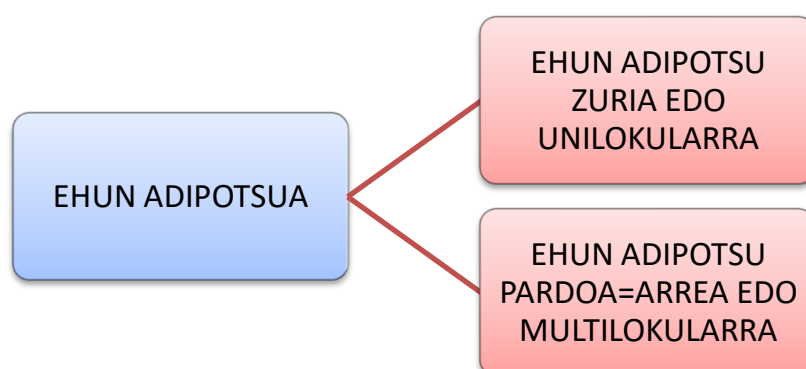 EHUN ADIPOTSUA
EHUN ADIPOTSU
ZURIA EDO
UNILOKULARRA
EHUN ADIPOTSU
PARDOA=ARREA EDO
MULTILOKULARRA